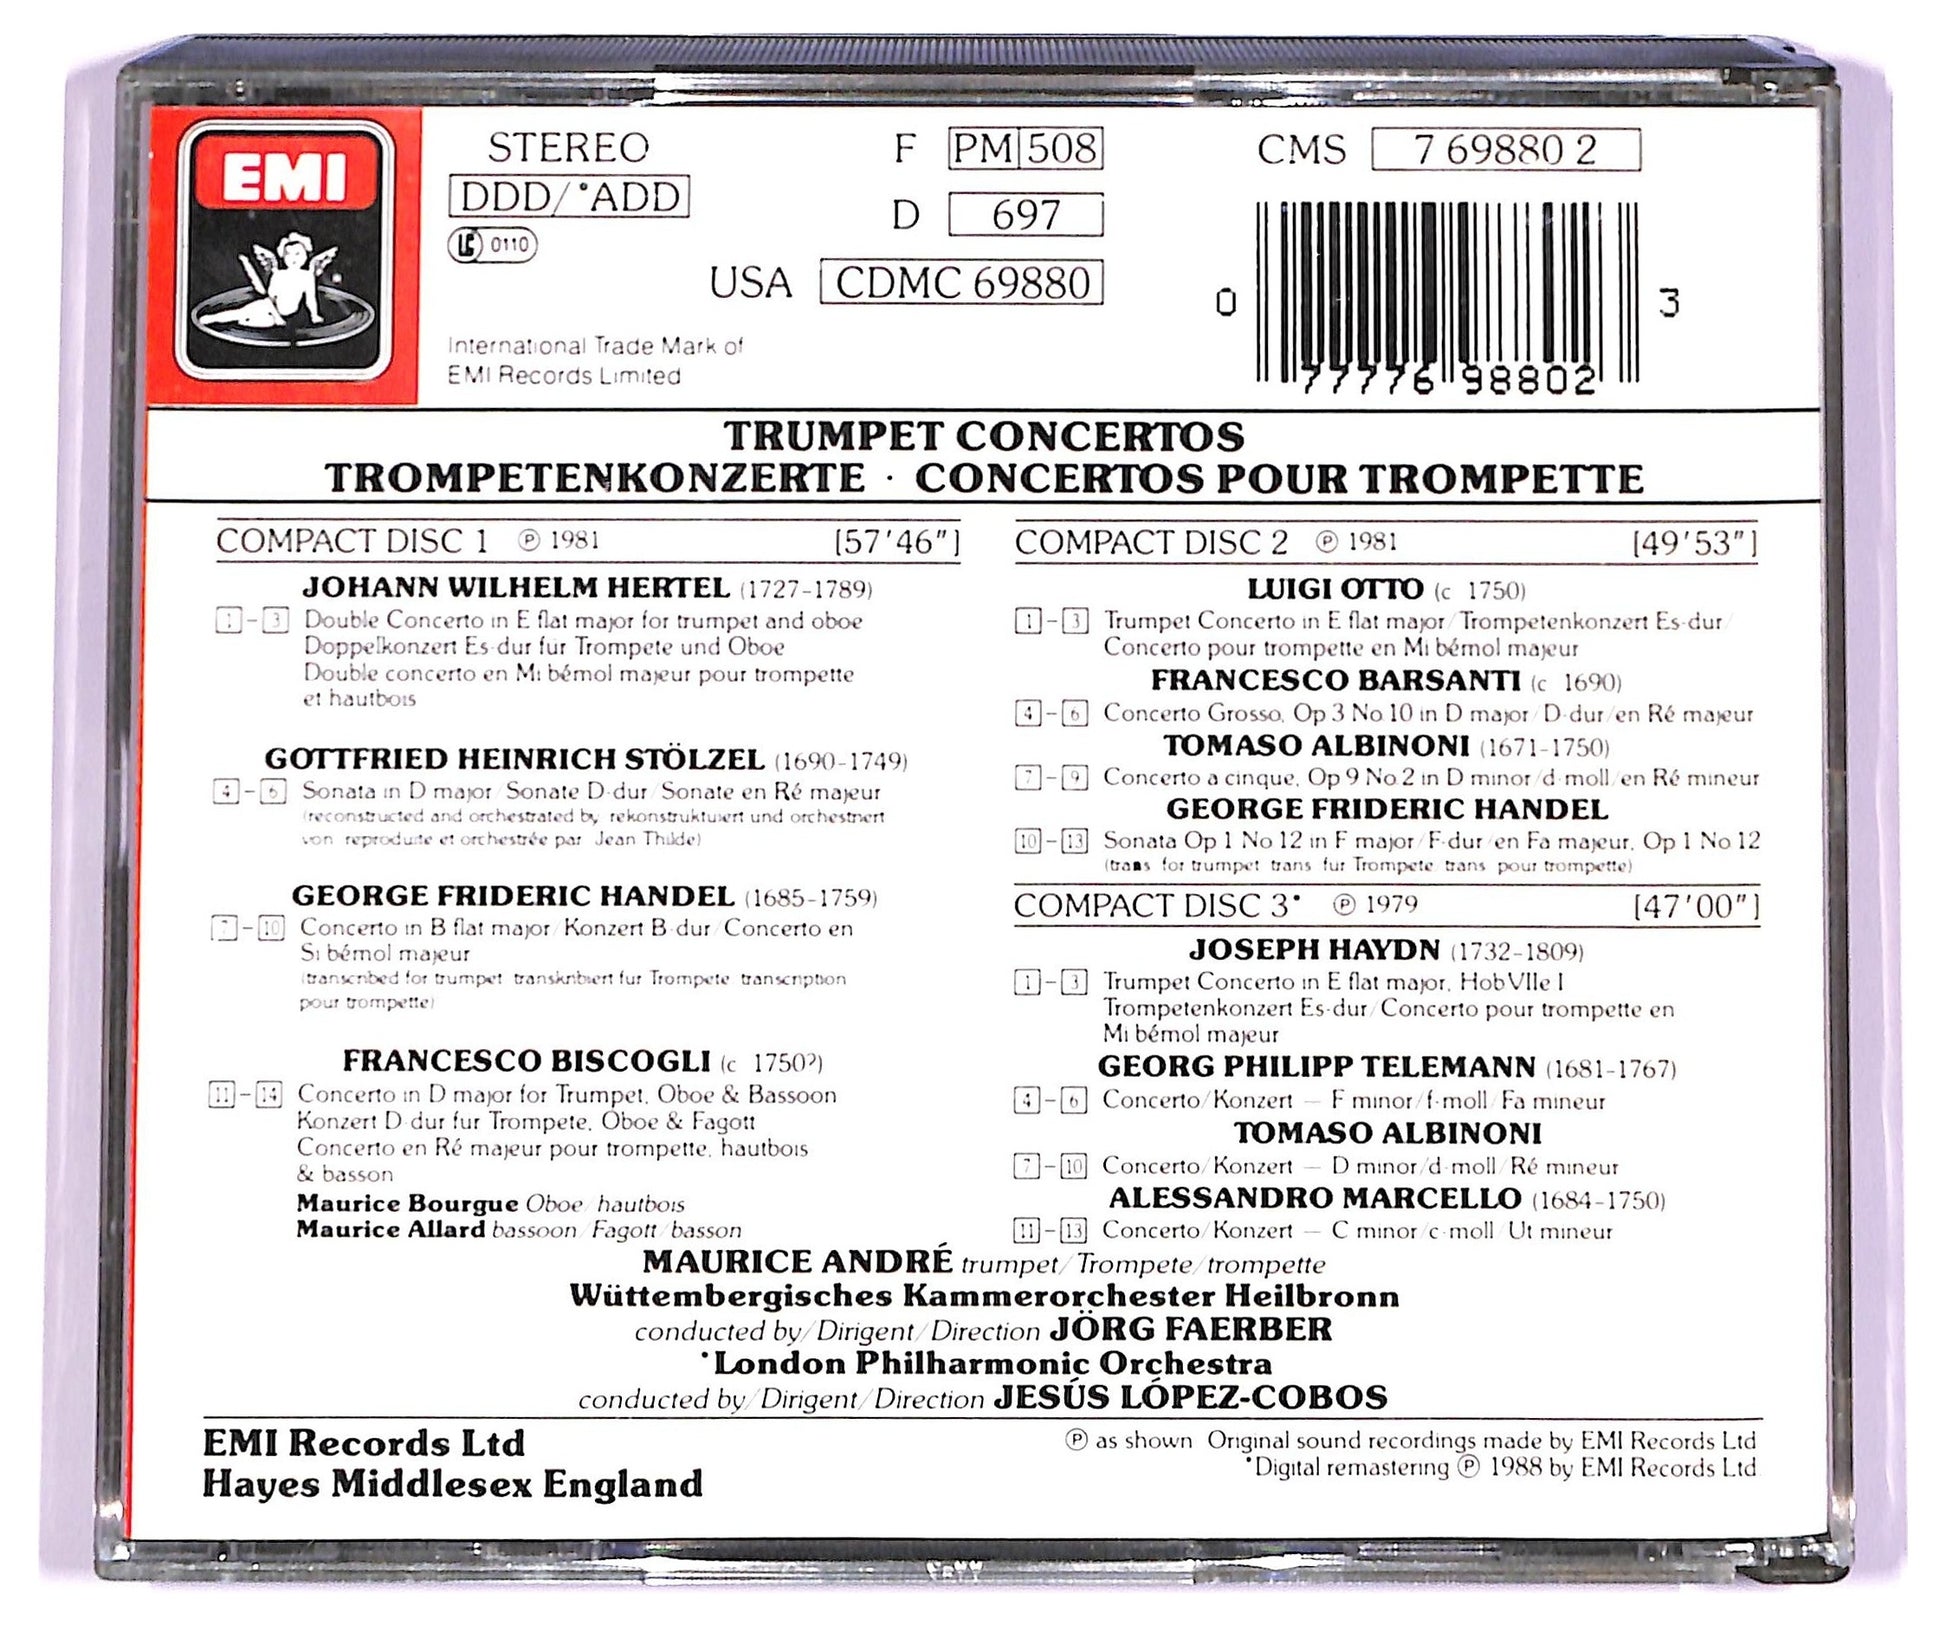 EMI
STEREO
DDD/•ADD
LC 0110
F PM 508
D 697
USA CDMC 69880
CMS 7 69880 2
0 77776 98802 3
International Trade Mark of
EMI Records Limited
TRUMPET CONCERTOS
TROMPETENKONZERTE · CONCERTOS POUR TROMPETTE
COMPACT DISC 1 ℗ 1981 [57'46"]
JOHANN WILHELM HERTEL (1727-1789)
1-3 Double Concerto in E flat major for trumpet and oboe
Doppelkonzert Es-dur für Trompete und Oboe
Double concerto en Mi bémol majeur pour trompette
et hautbois
GOTTFRIED HEINRICH STÖLZEL (1690-1749)
4-6 Sonata in D major/Sonate D-dur/Sonate en Ré majeur
(reconstructed and orchestrated by rekonstruktuiert und orchestriert
von reproduite et orchestrée par Jean Thilde)
GEORGE FRIDERIC HANDEL (1685-1759)
7-10 Concerto in B flat major/Konzert B-dur/Concerto en
Si bémol majeur
(transcribed for trumpet transkribiert fur Trompete transcription
pour trompette)
FRANCESCO BISCOGLI (c 1750?)
11-14 Concerto in D major for Trumpet, Oboe & Bassoon
Konzert D-dur fur Trompete, Oboe & Fagott
Concerto en Ré majeur pour trompette, hautbois
& basson
Maurice Bourgue Oboe/hautbois
Maurice Allard bassoon/Fagott/basson
COMPACT DISC 2 ℗ 1981 [49'53"]
LUIGI OTTO (c 1750)
1-3 Trumpet Concerto in E flat major/Trompetenkonzert Es-dur/
Concerto pour trompette en Mi bémol majeur
FRANCESCO BARSANTI (c 1690)
4-6 Concerto Grosso, Op 3 No 10 in D major/D-dur/en Ré majeur
TOMASO ALBINONI (1671-1750)
7-9 Concerto a cinque, Op 9 No 2 in D minor/d-moll/en Ré mineur
GEORGE FRIDERIC HANDEL
10-13 Sonata Op 1 No 12 in F major/F-dur/en Fa majeur, Op 1 No 12
(trans for trumpet trans fur Trompete trans pour trompette)
COMPACT DISC 3• ℗ 1979 [47'00"]
JOSEPH HAYDN (1732-1809)
1-3 Trumpet Concerto in E flat major, HobVIIe I
Trompetenkonzert Es-dur/Concerto pour trompette en
Mi bémol majeur
GEORG PHILIPP TELEMANN (1681-1767)
4-6 Concerto/Konzert — F minor/f-moll/Fa mineur
TOMASO ALBINONI
7-10 Concerto/Konzert — D minor/d-moll/Ré mineur
ALESSANDRO MARCELLO (1684-1750)
11-13 Concerto/Konzert — C minor/c-moll/Ut mineur
MAURICE ANDRÉ trumpet/Trompete/trompette
Wüttembergisches Kammerorchester Heilbronn
conducted by/Dirigent/Direction JÖRG FAERBER
•London Philharmonic Orchestra
conducted by/Dirigent/Direction JESÚS LÓPEZ-COBOS
EMI Records Ltd
Hayes Middlesex England
℗ as shown Original sound recordings made by EMI Records Ltd
•Digital remastering ℗ 1988 by EMI Records Ltd